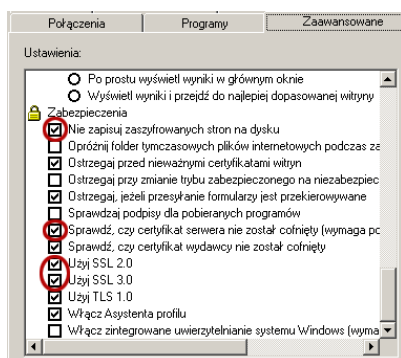 Połączenia Programy Zaawansowane
Ustawienia:
Po prostu wyświetl wyniki w głównym oknie
Wyświetl wyniki i przejdź do najlepiej dopasowanej witryny
Zabezpieczenia
Nie zapisuj zaszyfrowanych stron na dysku
Opróżnij folder tymczasowych plików internetowych podczas za
Ostrzegaj przed nieważnymi certyfikatami witryn
Ostrzegaj przy zmianie trybu zabezpieczonego na niezabezpiec
Ostrzegaj, jeżeli przesyłanie formularzy jest przekierowywane
Sprawdzaj podpisy dla pobieranych programów
Sprawdź, czy certyfikat serwera nie został cofnięty (wymaga po
Sprawdź, czy certyfikat wydawcy nie został cofnięty
Użyj SSL 2.0
Użyj SSL 3.0
Użyj TLS 1.0
Włącz Asystenta profilu
Włącz zintegrowane uwierzytelnianie systemu Windows (wyma